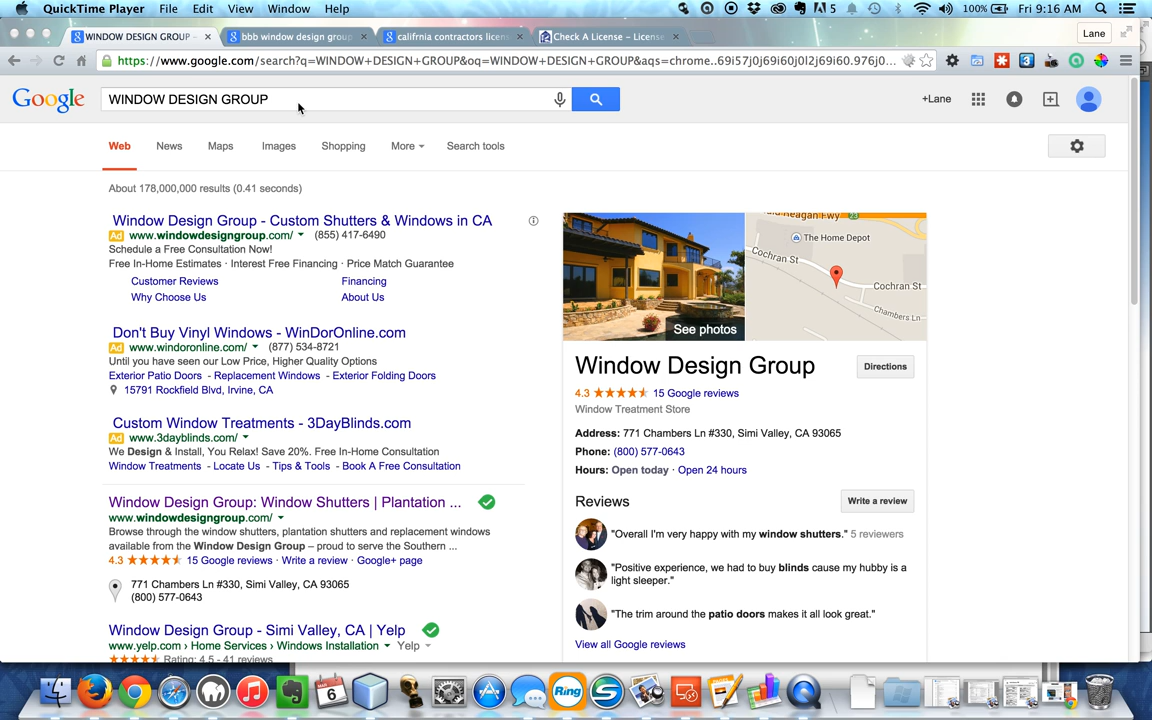 QuickTime Player File Edit View Window Help
5 100% Fri 9:16 AM
WINDOW DESIGN GROUP - × bbb window design group × califrnia contractors licens × Check A License - License × Lane
https://www.google.com/search?q=WINDOW+DESIGN+GROUP&oq=WINDOW+DESIGN+GROUP&aqs=chrome..69i57j0j69i60j0l2j69i60.976j0...
Google WINDOW DESIGN GROUP +Lane
Web News Maps Images Shopping More Search tools
About 178,000,000 results (0.41 seconds)
Window Design Group - Custom Shutters & Windows in CA
Ad www.windowdesigngroup.com/ (855) 417-6490
Schedule a Free Consultation Now!
Free In-Home Estimates · Interest Free Financing · Price Match Guarantee
Customer Reviews Financing
Why Choose Us About Us
Don't Buy Vinyl Windows - WinDorOnline.com
Ad www.windoronline.com/ (877) 534-8721
Until you have seen our Low Price, Higher Quality Options
Exterior Patio Doors - Replacement Windows - Exterior Folding Doors
15791 Rockfield Blvd, Irvine, CA
Custom Window Treatments - 3DayBlinds.com
Ad www.3dayblinds.com/
We Design & Install, You Relax! Save 20%. Free In-Home Consultation
Window Treatments - Locate Us - Tips & Tools - Book A Free Consultation
Window Design Group: Window Shutters | Plantation ...
www.windowdesigngroup.com/
Browse through the window shutters, plantation shutters and replacement windows
available from the Window Design Group – proud to serve the Southern ...
4.3 15 Google reviews · Write a review · Google+ page
771 Chambers Ln #330, Simi Valley, CA 93065
(800) 577-0643
Window Design Group - Simi Valley, CA | Yelp
www.yelp.com › Home Services › Windows Installation Yelp
Rating: 4.5 - 41 reviews
Reagan Fwy 23
The Home Depot
Cochran St
Cochran St
Chambers Ln
See photos
Window Design Group Directions
4.3 15 Google reviews
Window Treatment Store
Address: 771 Chambers Ln #330, Simi Valley, CA 93065
Phone: (800) 577-0643
Hours: Open today · Open 24 hours
Reviews Write a review
"Overall I'm very happy with my window shutters." 5 reviewers
"Positive experience, we had to buy blinds cause my hubby is a
light sleeper."
"The trim around the patio doors makes it all look great."
View all Google reviews
6 Ring